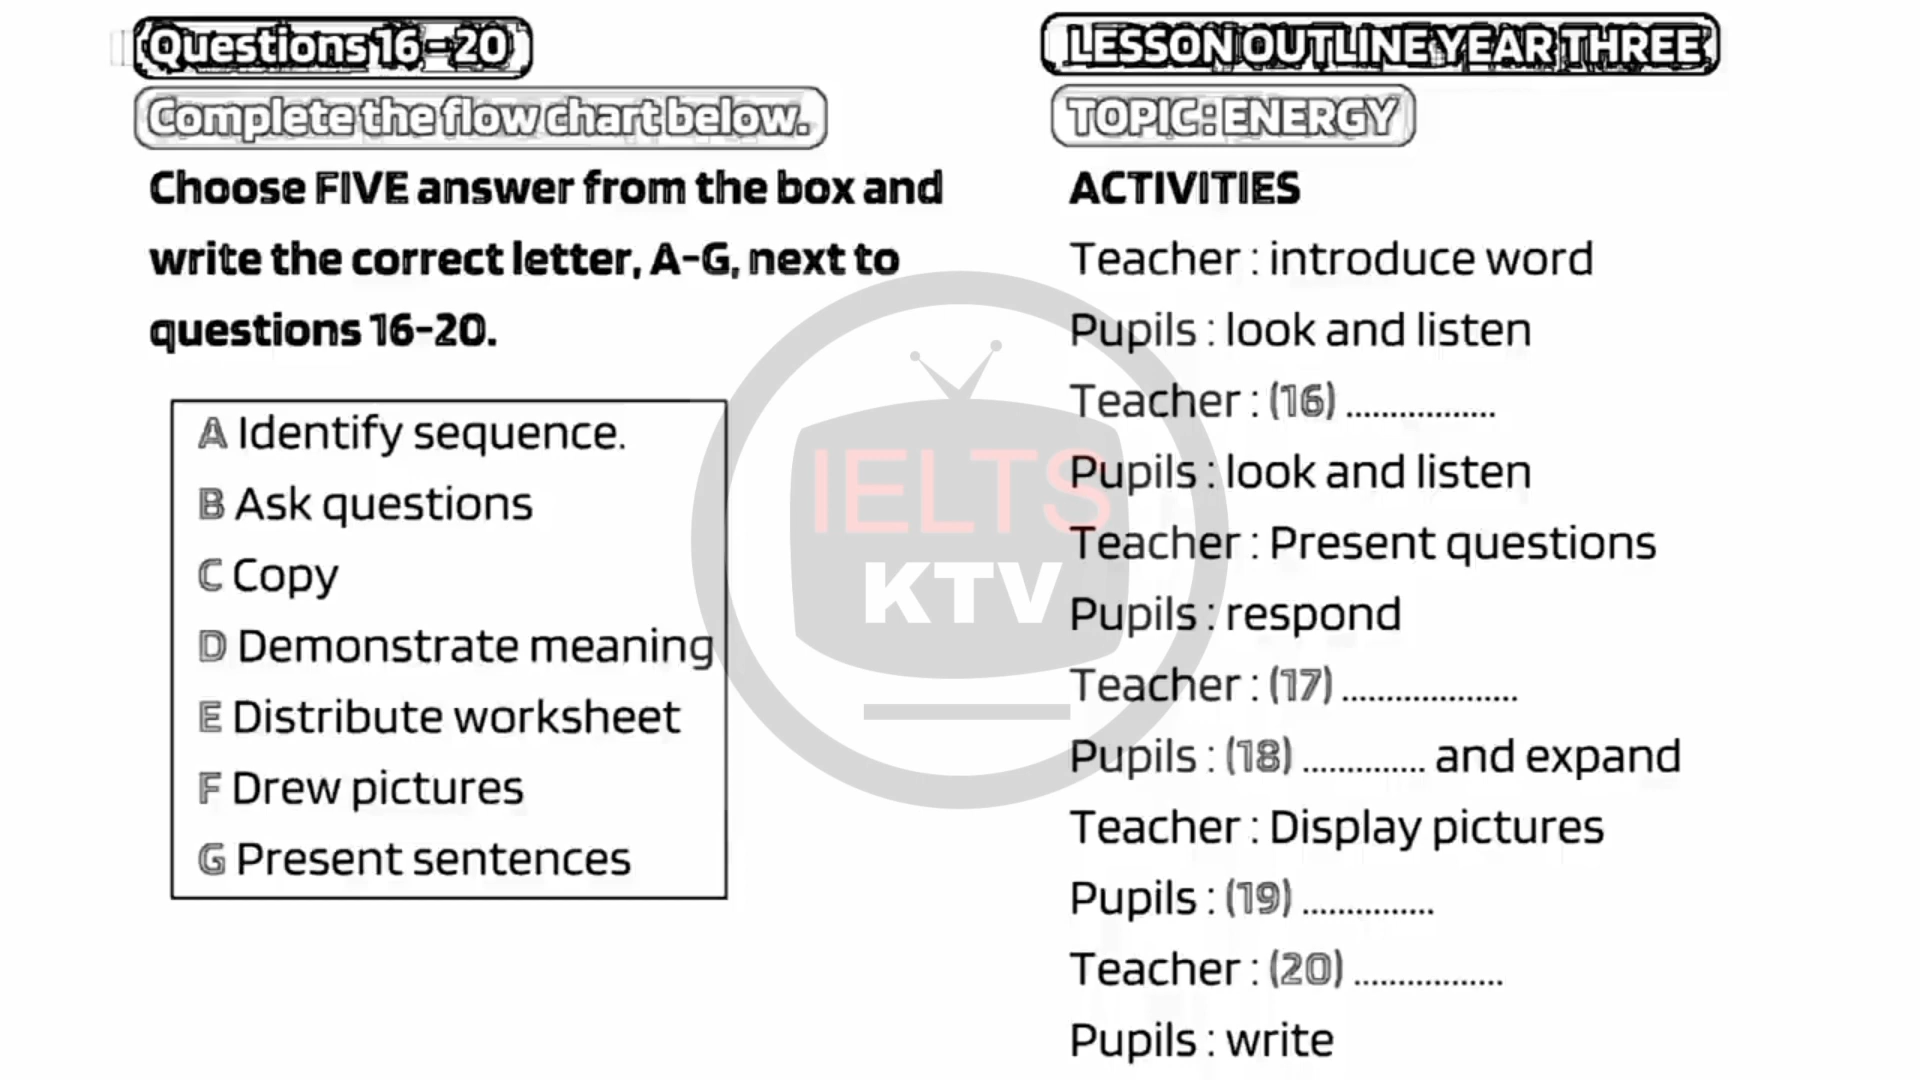 Questions 16 – 20
Complete the flow chart below.
Choose FIVE answer from the box and
write the correct letter, A-G, next to
questions 16-20.
A Identify sequence.
B Ask questions
C Copy
D Demonstrate meaning
E Distribute worksheet
F Drew pictures
G Present sentences
LESSON OUTLINE YEAR THREE
TOPIC : ENERGY
ACTIVITIES
Teacher : introduce word
Pupils : look and listen
Teacher : (16) .................
Pupils : look and listen
Teacher : Present questions
Pupils : respond
Teacher : (17) ....................
Pupils : (18) .............. and expand
Teacher : Display pictures
Pupils : (19) ...............
Teacher : (20) .................
Pupils : write
IELTS
KTV